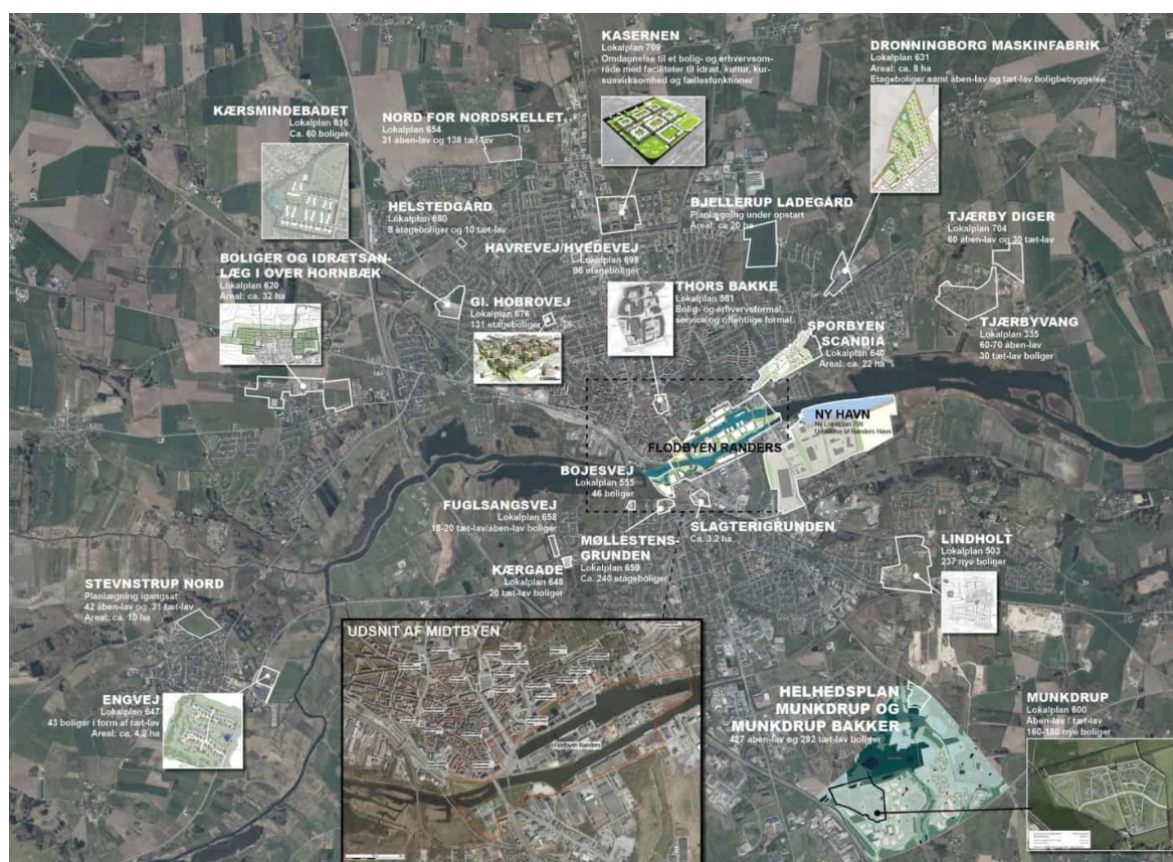 KASERNEN
Lokalplan 709
Omdannelse til et bolig- og erhvervsom-
råde med faciliteter til idræt, kultur, kur-
susvirksomhed og fællesfunktioner
DRONNINGBORG MASKINFABRIK
Lokalplan 631
Areal: ca. 8 ha
Etageboliger samt åben-lav og tæt-lav boligbebyggelse
KÆRSMINDEBADET
Lokalplan 616
Ca. 60 boliger
NORD FOR NORDSKELLET
Lokalplan 654
31 åben-lav og 138 tæt-lav
HELSTEDGÅRD
Lokalplan 680
8 etageboliger og 10 tæt-lav
BJELLERUP LADEGÅRD
Planlægning under opstart
Areal: ca 20 ha
TJÆRBY DIGER
Lokalplan 704
60 åben-lav og 30 tæt-lav
HAVREVEJ/HVEDEVEJ
Lokalplan 698
96 etageboliger
BOLIGER OG IDRÆTSAN-
LÆG I OVER HORNBÆK
Lokalplan 620
Areal: ca. 32 ha
GL. HOBROVEJ
Lokalplan 676
131 etageboliger
THORS BAKKE
Lokalplan 581
Bolig- og erhvervsformål,
service og offentlige formål.
SPORBYEN
SCANDIA
Lokalplan 640
Areal: ca. 22 ha
TJÆRBYVANG
Lokalplan 335
60-70 åben-lav
30 tæt-lav boliger
NY HAVN
Ny Lokalplan 708
Udvidelse af Randers Havn
FLODBYEN RANDERS
BOJESVEJ
Lokalplan 555
46 boliger
FUGLSANGSVEJ
Lokalplan 658
18-20 tæt-lav/åben-lav boliger
SLAGTERIGRUNDEN
Ca. 3,2 ha
MØLLESTENS-
GRUNDEN
Lokalplan 659
Ca. 240 etageboliger
KÆRGADE
Lokalplan 648
20 tæt-lav boliger
LINDHOLT
Lokalplan 503
237 nye boliger
STEVNSTRUP NORD
Planlægning igangsat
42 åben-lav og 31 tæt-lav
Areal: ca. 10 ha
UDSNIT AF MIDTBYEN
Flodbyen Randers
ENGVEJ
Lokalplan 647
43 boliger i form af tæt-lav
Areal: ca. 4,2 ha
HELHEDSPLAN
MUNKDRUP OG
MUNKDRUP BAKKER
427 åben-lav og 292 tæt-lav boliger
MUNKDRUP
Lokalplan 600
Åben-lav / tæt-lav
160-180 nye boliger